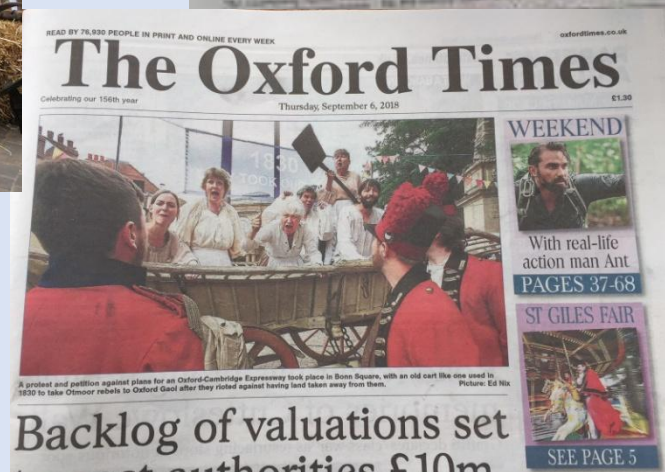 READ BY 76,930 PEOPLE IN PRINT AND ONLINE EVERY WEEK
oxfordtimes.co.uk
The Oxford Times
Celebrating our 156th year
Thursday, September 6, 2018
£1.30
1830
TOOK
A protest and petition against plans for an Oxford-Cambridge Expressway took place in Bonn Square, with an old cart like one used in
1830 to take Otmoor rebels to Oxford Gaol after they rioted against having land taken away from them.
Picture: Ed Nix
WEEKEND
With real-life
action man Ant
PAGES 37-68
ST GILES FAIR
SEE PAGE 5
Backlog of valuations set
authorities £10m